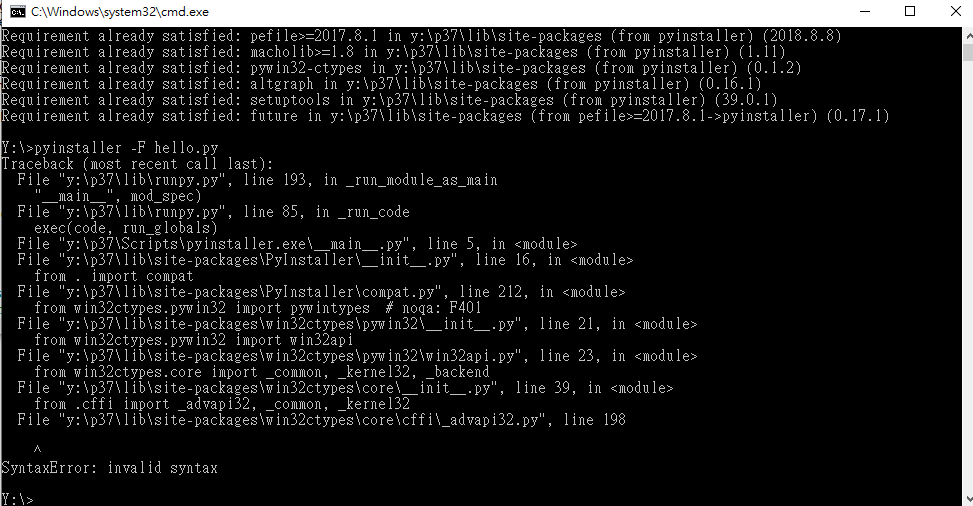 C:\Windows\system32\cmd.exe
Requirement already satisfied: pefile>=2017.8.1 in y:\p37\lib\site-packages (from pyinstaller) (2018.8.8)
Requirement already satisfied: macholib>=1.8 in y:\p37\lib\site-packages (from pyinstaller) (1.11)
Requirement already satisfied: pywin32-ctypes in y:\p37\lib\site-packages (from pyinstaller) (0.1.2)
Requirement already satisfied: altgraph in y:\p37\lib\site-packages (from pyinstaller) (0.16.1)
Requirement already satisfied: setuptools in y:\p37\lib\site-packages (from pyinstaller) (39.0.1)
Requirement already satisfied: future in y:\p37\lib\site-packages (from pefile>=2017.8.1->pyinstaller) (0.17.1)
Y:\>pyinstaller -F hello.py
Traceback (most recent call last):
  File "y:\p37\lib\runpy.py", line 193, in _run_module_as_main
    "__main__", mod_spec)
  File "y:\p37\lib\runpy.py", line 85, in _run_code
    exec(code, run_globals)
  File "y:\p37\Scripts\pyinstaller.exe\__main__.py", line 5, in <module>
  File "y:\p37\lib\site-packages\PyInstaller\__init__.py", line 16, in <module>
    from . import compat
  File "y:\p37\lib\site-packages\PyInstaller\compat.py", line 212, in <module>
    from win32ctypes.pywin32 import pywintypes  # noqa: F401
  File "y:\p37\lib\site-packages\win32ctypes\pywin32\__init__.py", line 21, in <module>
    from win32ctypes.pywin32 import win32api
  File "y:\p37\lib\site-packages\win32ctypes\pywin32\win32api.py", line 23, in <module>
    from win32ctypes.core import _common, _kernel32, _backend
  File "y:\p37\lib\site-packages\win32ctypes\core\__init__.py", line 39, in <module>
    from .cffi import _advapi32, _common, _kernel32
  File "y:\p37\lib\site-packages\win32ctypes\core\cffi\_advapi32.py", line 198
    ^
SyntaxError: invalid syntax
Y:\>